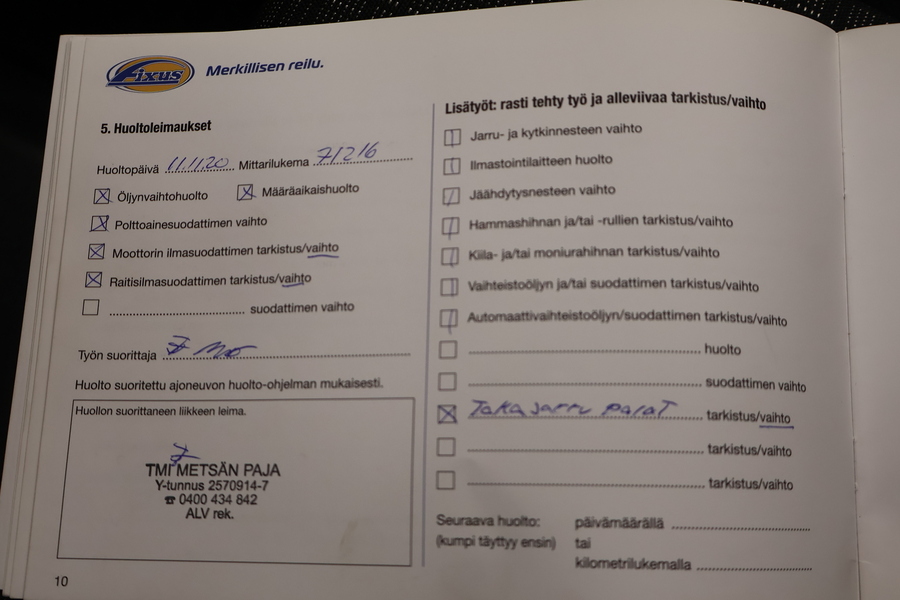 Fixus
Merkillisen reilu.
5. Huoltoleimaukset
Huoltopäivä 11.11.20 Mittarilukema 71216
Öljynvaihtohuolto Määräaikaishuolto
Polttoainesuodattimen vaihto
Moottorin ilmasuodattimen tarkistus/vaihto
Raitisilmasuodattimen tarkistus/vaihto
suodattimen vaihto
Työn suorittaja
Huolto suoritettu ajoneuvon huolto-ohjelman mukaisesti.
Huollon suorittaneen liikkeen leima.
TMI METSÄN PAJA
Y-tunnus 2570914-7
☎ 0400 434 842
ALV rek.
10
Lisätyöt: rasti tehty työ ja alleviivaa tarkistus/vaihto
Jarru- ja kytkinnesteen vaihto
Ilmastointilaitteen huolto
Jäähdytysnesteen vaihto
Hammashihnan ja/tai -rullien tarkistus/vaihto
Kiila- ja/tai moniurahihnan tarkistus/vaihto
Vaihteistoöljyn ja/tai suodattimen tarkistus/vaihto
Automaattivaihteistoöljyn/suodattimen tarkistus/vaihto
huolto
suodattimen vaihto
Taka jarru palat tarkistus/vaihto
tarkistus/vaihto
tarkistus/vaihto
Seuraava huolto: päivämäärällä
(kumpi täyttyy ensin) tai
kilometrilukemalla